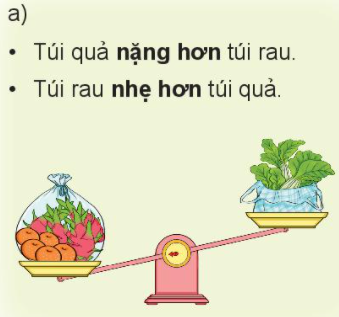 a)
• Túi quả nặng hơn túi rau.
• Túi rau nhẹ hơn túi quả.